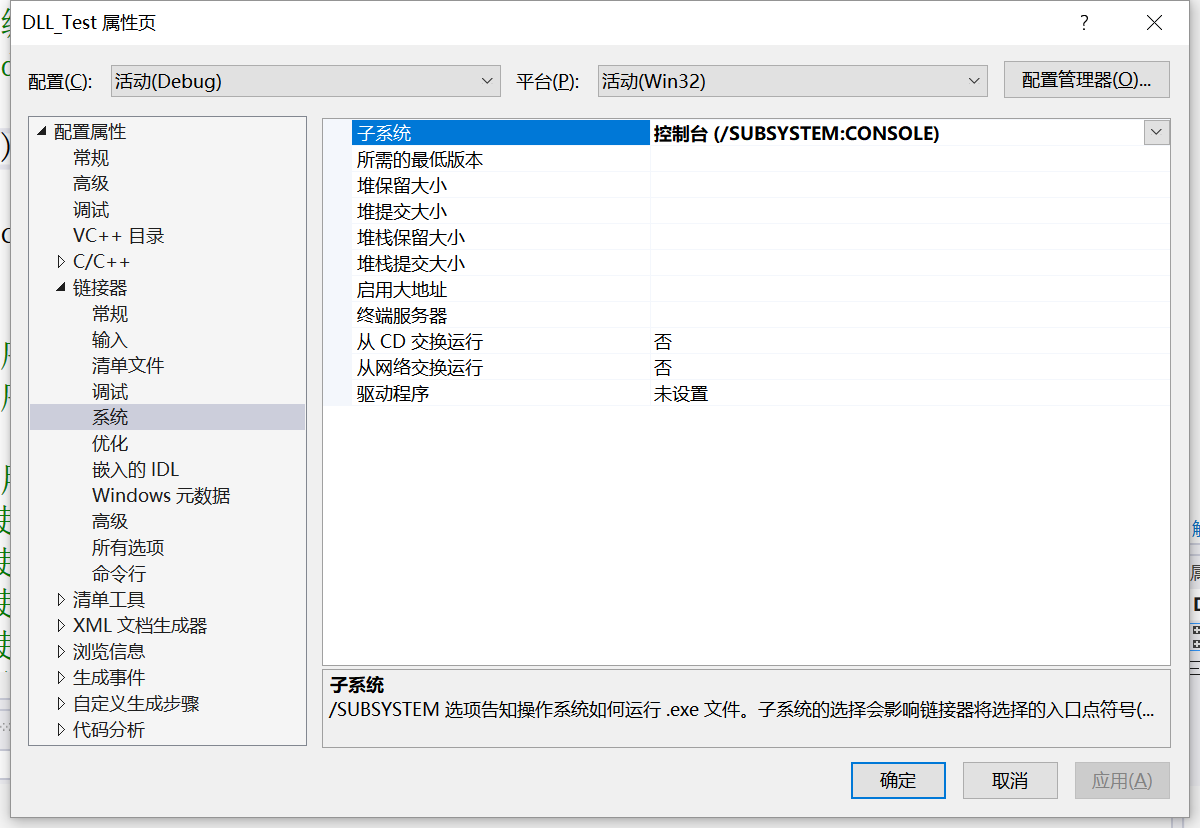 DLL_Test 属性页
配置(C): 活动(Debug) 平台(P): 活动(Win32) 配置管理器(O)...
配置属性
常规
高级
调试
VC++ 目录
C/C++
链接器
常规
输入
清单文件
调试
系统
优化
嵌入的 IDL
Windows 元数据
高级
所有选项
命令行
清单工具
XML 文档生成器
浏览信息
生成事件
自定义生成步骤
代码分析
子系统 控制台 (/SUBSYSTEM:CONSOLE)
所需的最低版本
堆保留大小
堆提交大小
堆栈保留大小
堆栈提交大小
启用大地址
终端服务器
从 CD 交换运行 否
从网络交换运行 否
驱动程序 未设置
子系统
/SUBSYSTEM 选项告知操作系统如何运行 .exe 文件。子系统的选择会影响链接器将选择的入口点符号(...
确定 取消 应用(A)